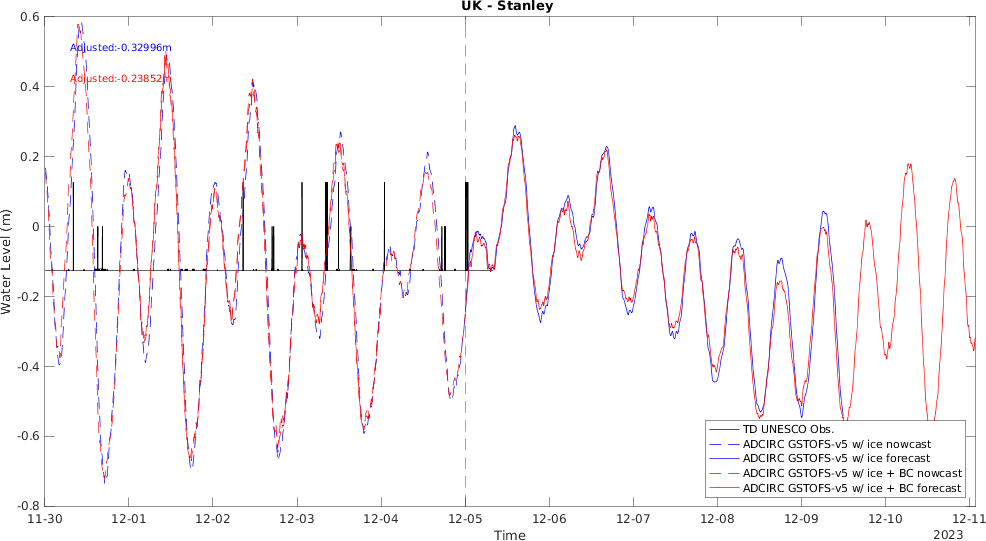 UK - Stanley
0.6
Adjusted:-0.32996m
Adjusted:-0.23852
0.4
0.2
0
-0.2
-0.4
-0.6
-0.8
Water Level (m)
TD UNESCO Obs.
ADCIRC GSTOFS-v5 w/ ice nowcast
ADCIRC GSTOFS-v5 w/ ice forecast
ADCIRC GSTOFS-v5 w/ ice + BC nowcast
ADCIRC GSTOFS-v5 w/ ice + BC forecast
11-30 12-01 12-02 12-03 12-04 12-05 12-06 12-07 12-08 12-09 12-10 12-11
Time
2023